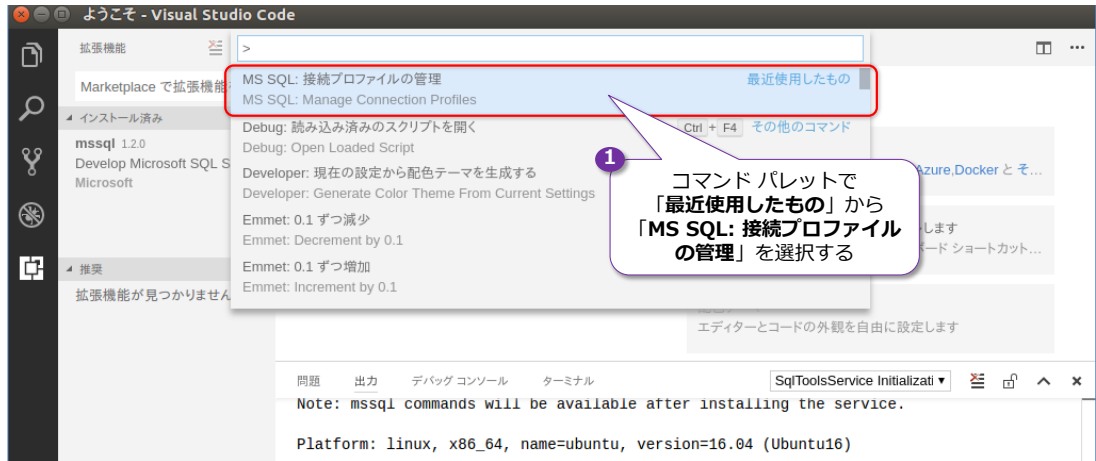 ようこそ - Visual Studio Code
拡張機能
>
Marketplace で拡張機能
MS SQL: 接続プロファイルの管理 最近使用したもの
MS SQL: Manage Connection Profiles
インストール済み
mssql 1.2.0
Develop Microsoft SQL S
Microsoft
Debug: 読み込み済みのスクリプトを開く Ctrl + F4 その他のコマンド
Debug: Open Loaded Script
Developer: 現在の設定から配色テーマを生成する
Developer: Generate Color Theme From Current Settings
Emmet: 0.1 ずつ減少
Emmet: Decrement by 0.1
Emmet: 0.1 ずつ増加
Emmet: Increment by 0.1
1
コマンド パレットで
「最近使用したもの」から
「MS SQL: 接続プロファイル
の管理」を選択する
Azure,Docker と そ…
します
ード ショートカット…
推奨
拡張機能が見つかりません
エディターとコードの外観を自由に設定します
問題 出力 デバッグ コンソール ターミナル SqlToolsService Initializati
Note: mssql commands will be available after installing the service.
Platform: linux, x86_64, name=ubuntu, version=16.04 (Ubuntu16)